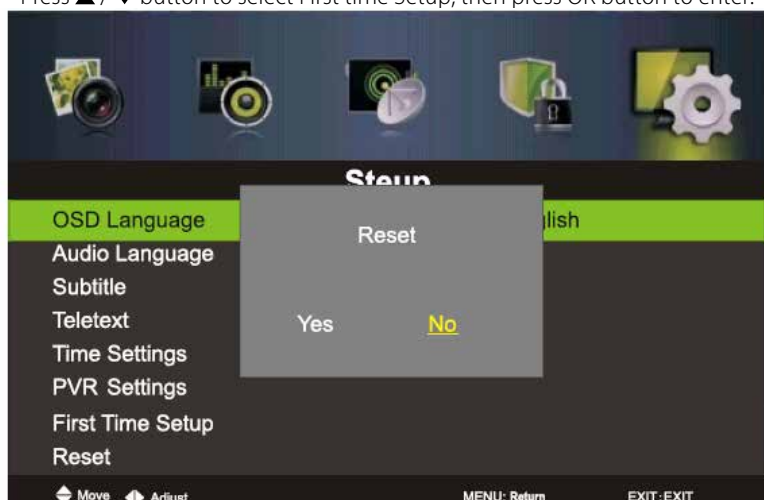 Press ▲ / ▼ button to select First time Setup, then press OK button to enter.
Steup
OSD Language lish
Audio Language
Subtitle
Teletext
Time Settings
PVR Settings
First Time Setup
Reset
Reset
Yes No
Move Adjust MENU: Return EXIT:EXIT